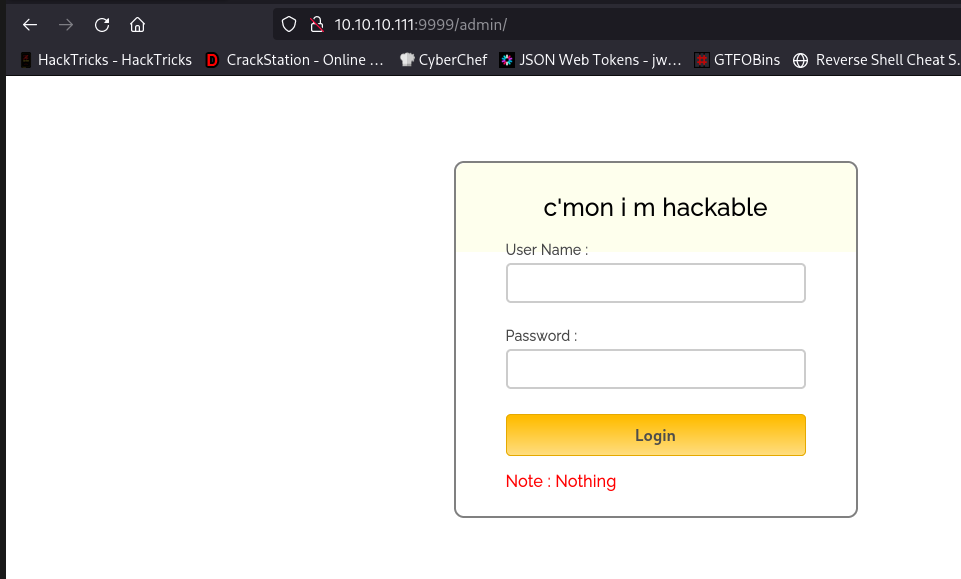 10.10.10.111:9999/admin/
HackTricks - HackTricks CrackStation - Online ... CyberChef JSON Web Tokens - jw... GTFOBins Reverse Shell Cheat S.
c'mon i m hackable
User Name :
Password :
Login
Note : Nothing